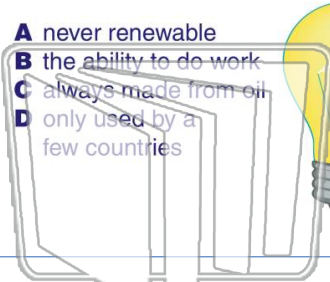 A never renewable
B the ability to do work
C always made from oil
D only used by a
few countries